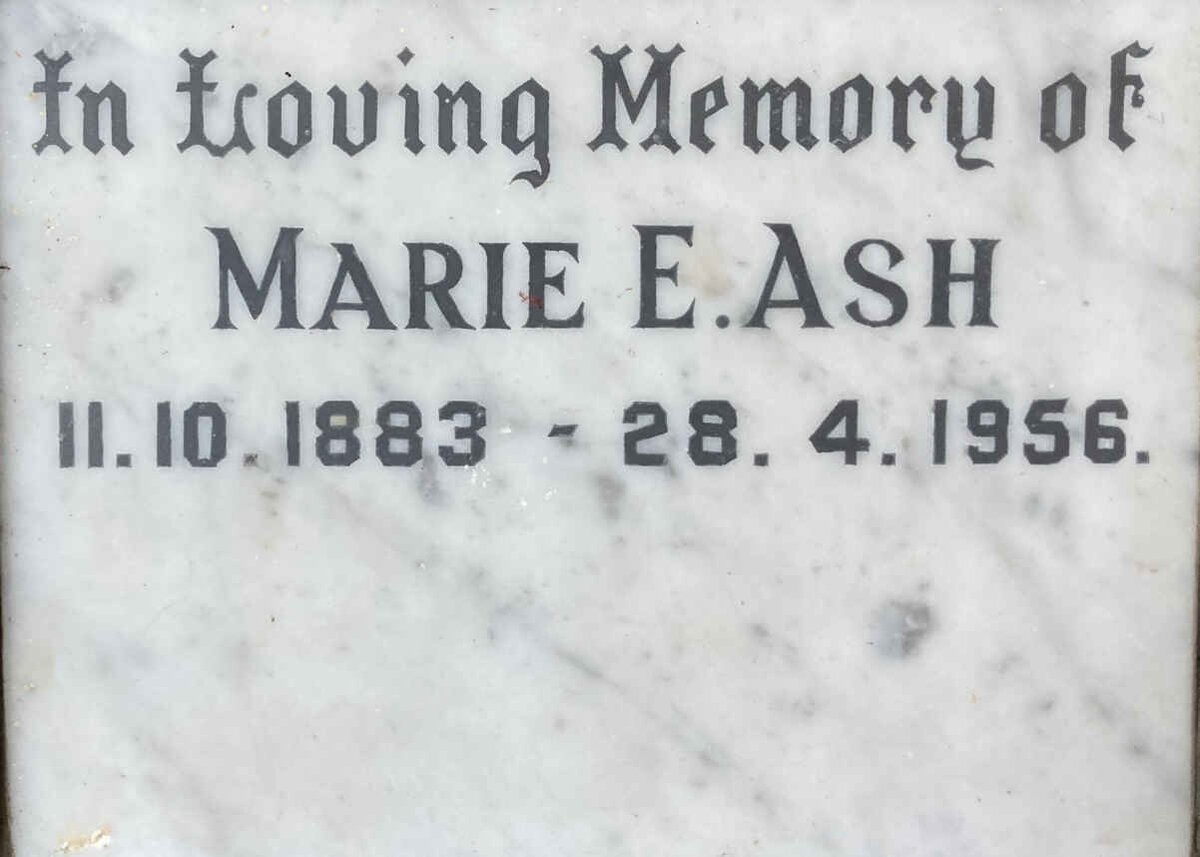 In Loving Memory of
MARIE E. ASH
11.10.1883 - 28.4.1956.